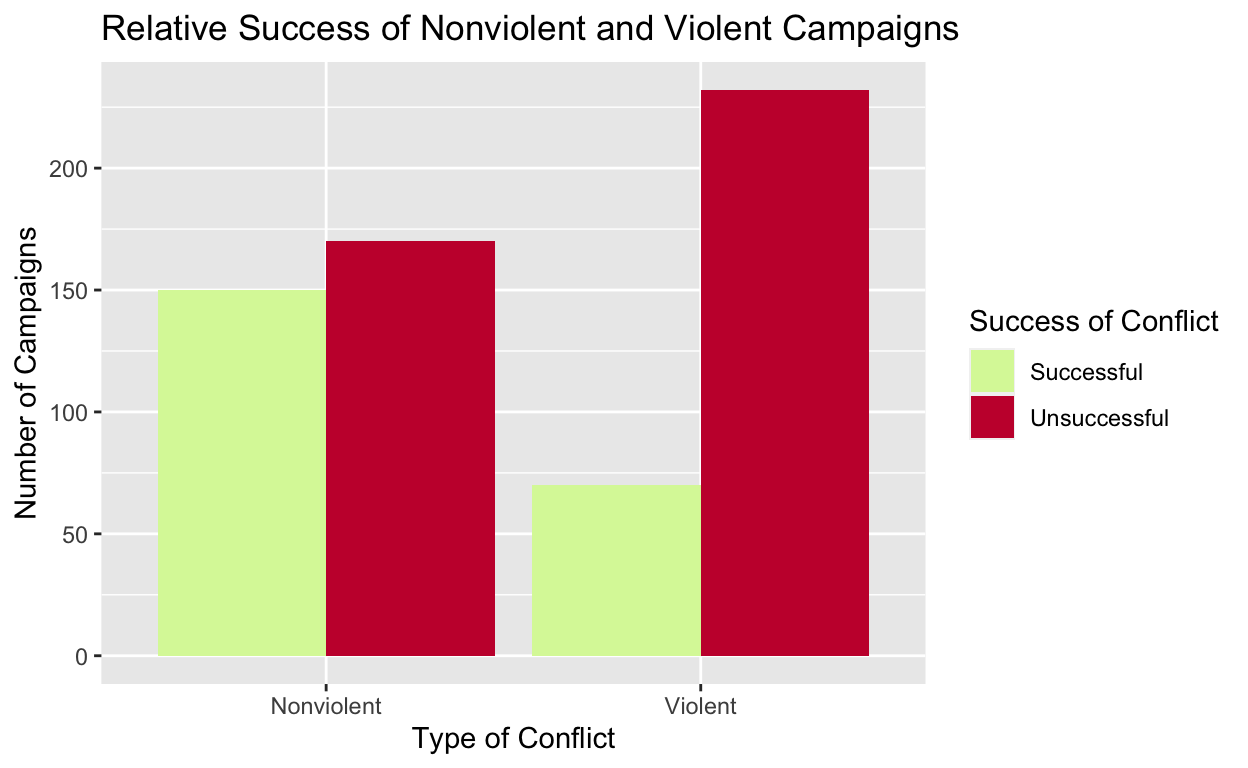 Relative Success of Nonviolent and Violent Campaigns
Number of Campaigns
200
150
100
50
0
Nonviolent
Violent
Type of Conflict
Success of Conflict
Successful
Unsuccessful